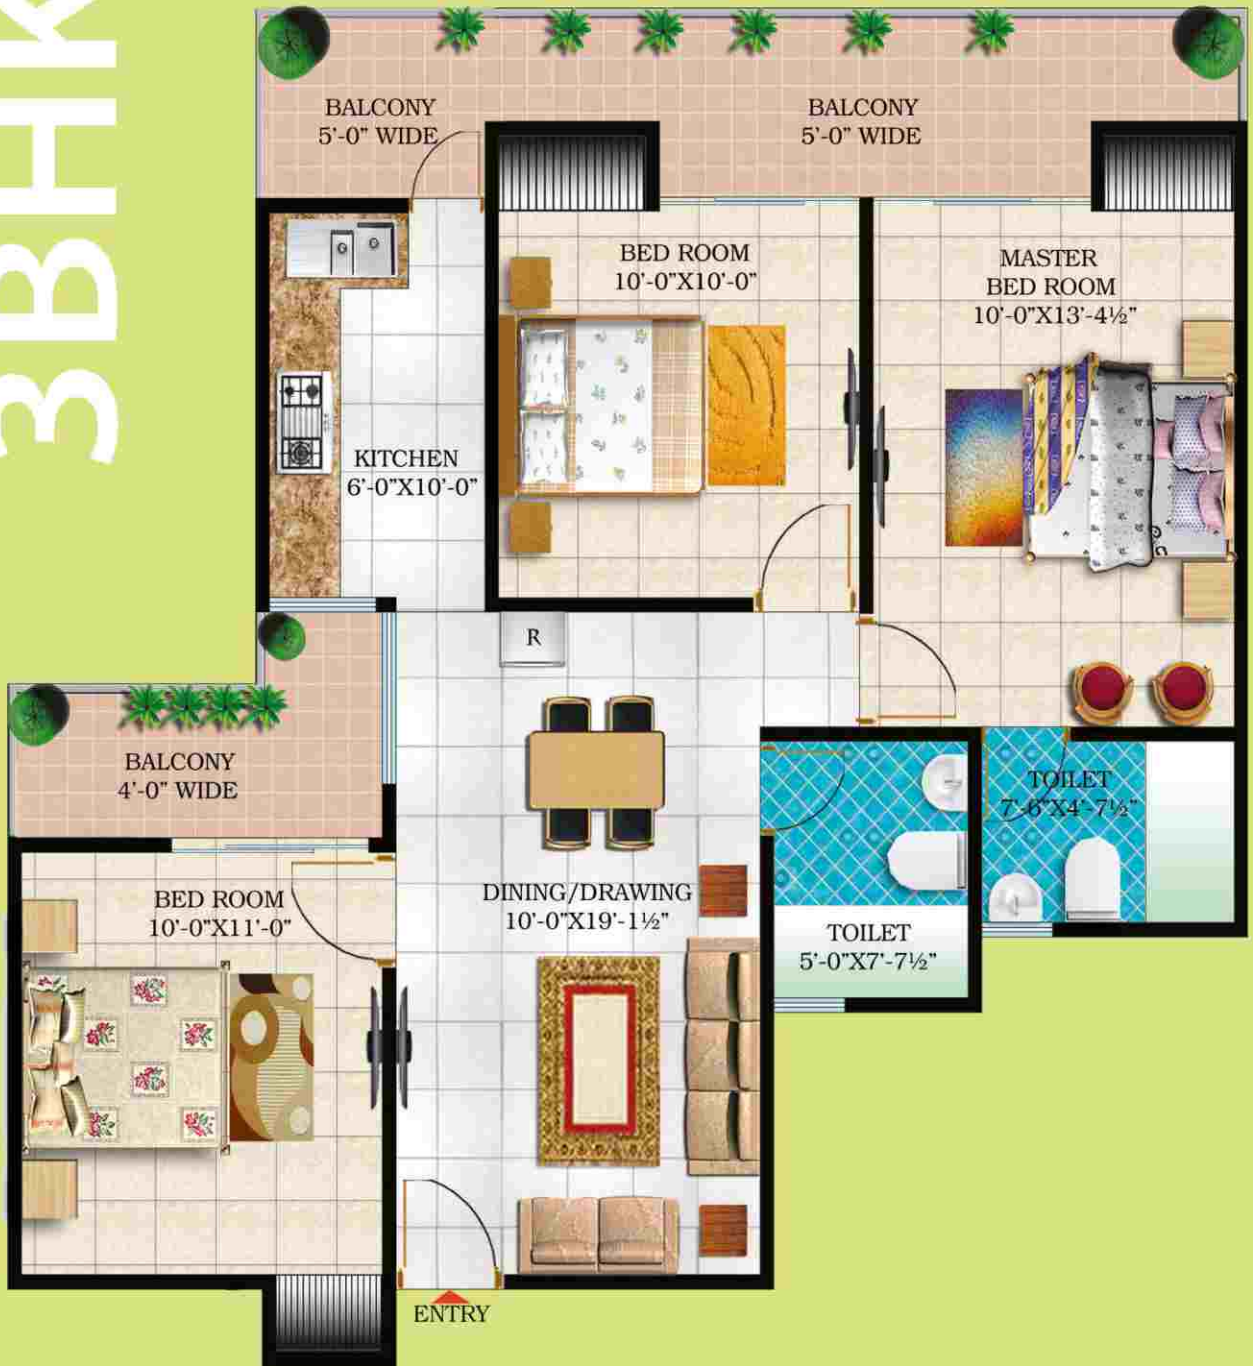 3BHK
BALCONY
5'-0" WIDE
BALCONY
5'-0" WIDE
BED ROOM
10'-0"X10'-0"
MASTER
BED ROOM
10'-0"X13'-4½"
KITCHEN
6'-0"X10'-0"
R
BALCONY
4'-0" WIDE
TOILET
7'-6"X4'-7½"
BED ROOM
10'-0"X11'-0"
DINING/DRAWING
10'-0"X19'-1½"
TOILET
5'-0"X7'-7½"
ENTRY